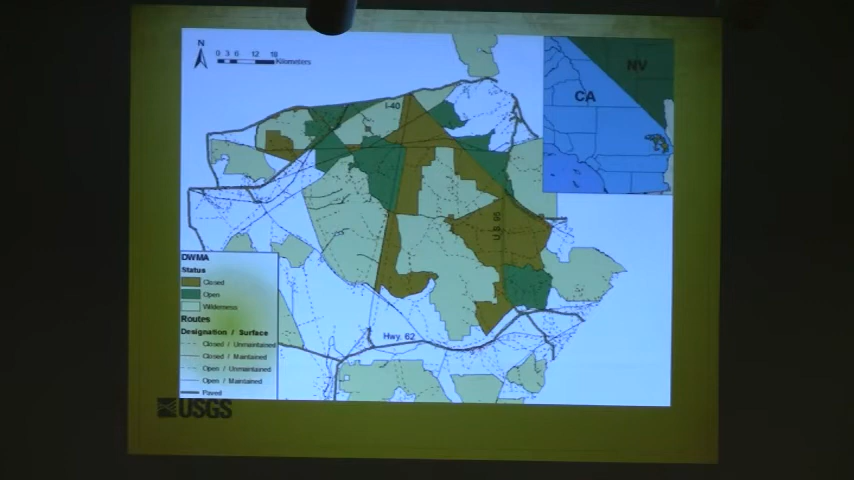 N
0 3 6 12 18
Kilometers
NV
CA
I-40
U.S. 95
DWMA
Status
Closed
Open
Wilderness
Routes
Designation / Surface
Closed / Unmaintained
Closed / Maintained
Open / Unmaintained
Open / Maintained
Paved
Hwy. 62
USGS